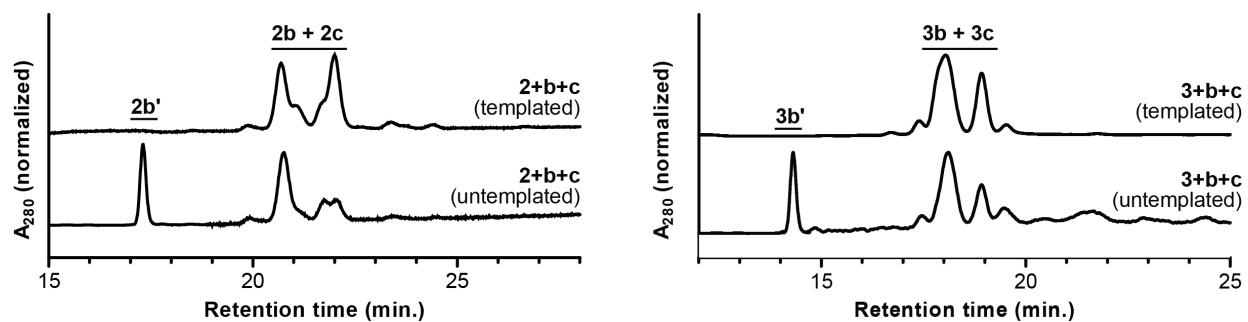 2b + 2c
2+b+c
(templated)
2b'
2+b+c
(untemplated)
A280 (normalized)
15 20 25
Retention time (min.)
3b + 3c
3+b+c
(templated)
3b'
3+b+c
(untemplated)
A280 (normalized)
15 20 25
Retention time (min.)